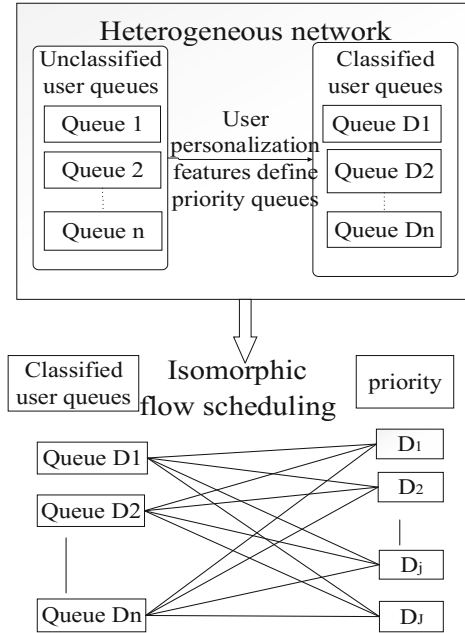 Heterogeneous network
Unclassified
user queues
Queue 1
Queue 2
Queue n
User
personalization
features define
priority queues
Classified
user queues
Queue D1
Queue D2
Queue Dn
Classified
user queues
Isomorphic
flow scheduling
priority
Queue D1
Queue D2
Queue Dn
D1
D2
Dj
DJ